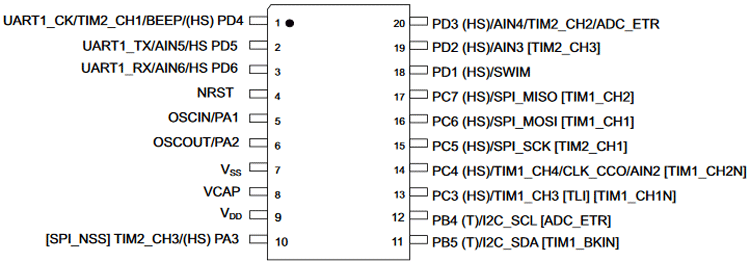 UART1_CK/TIM2_CH1/BEEP/(HS) PD4 1 20 PD3 (HS)/AIN4/TIM2_CH2/ADC_ETR
UART1_TX/AIN5/HS PD5 2 19 PD2 (HS)/AIN3 [TIM2_CH3]
UART1_RX/AIN6/HS PD6 3 18 PD1 (HS)/SWIM
NRST 4 17 PC7 (HS)/SPI_MISO [TIM1_CH2]
OSCIN/PA1 5 16 PC6 (HS)/SPI_MOSI [TIM1_CH1]
OSCOUT/PA2 6 15 PC5 (HS)/SPI_SCK [TIM2_CH1]
VSS 7 14 PC4 (HS)/TIM1_CH4/CLK_CCO/AIN2 [TIM1_CH2N]
VCAP 8 13 PC3 (HS)/TIM1_CH3 [TLI] [TIM1_CH1N]
VDD 9 12 PB4 (T)/I2C_SCL [ADC_ETR]
[SPI_NSS] TIM2_CH3/(HS) PA3 10 11 PB5 (T)/I2C_SDA [TIM1_BKIN]